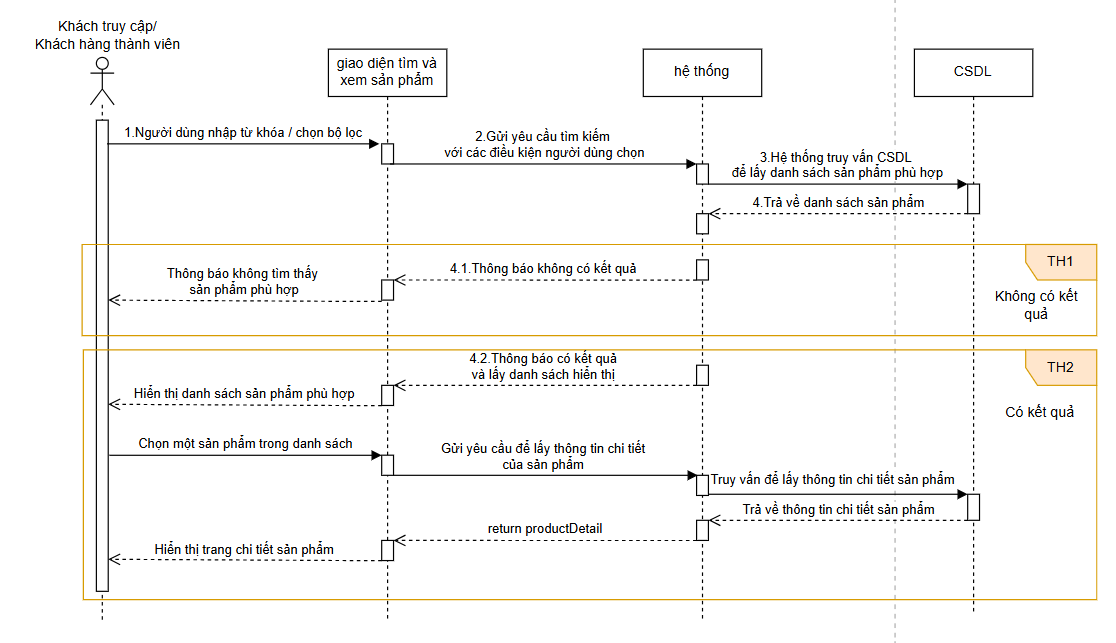 Khách truy cập/
Khách hàng thành viên
giao diện tìm và
xem sản phẩm
hệ thống
CSDL
1.Người dùng nhập từ khóa / chọn bộ lọc
2.Gửi yêu cầu tìm kiếm
với các điều kiện người dùng chọn
3.Hệ thống truy vấn CSDL
để lấy danh sách sản phẩm phù hợp
4.Trả về danh sách sản phẩm
TH1
Không có kết
quả
4.1.Thông báo không có kết quả
Thông báo không tìm thấy
sản phẩm phù hợp
TH2
Có kết quả
4.2.Thông báo có kết quả
và lấy danh sách hiển thị
Hiển thị danh sách sản phẩm phù hợp
Chọn một sản phẩm trong danh sách
Gửi yêu cầu để lấy thông tin chi tiết
của sản phẩm
Truy vấn để lấy thông tin chi tiết sản phẩm
Trả về thông tin chi tiết sản phẩm
return productDetail
Hiển thị trang chi tiết sản phẩm